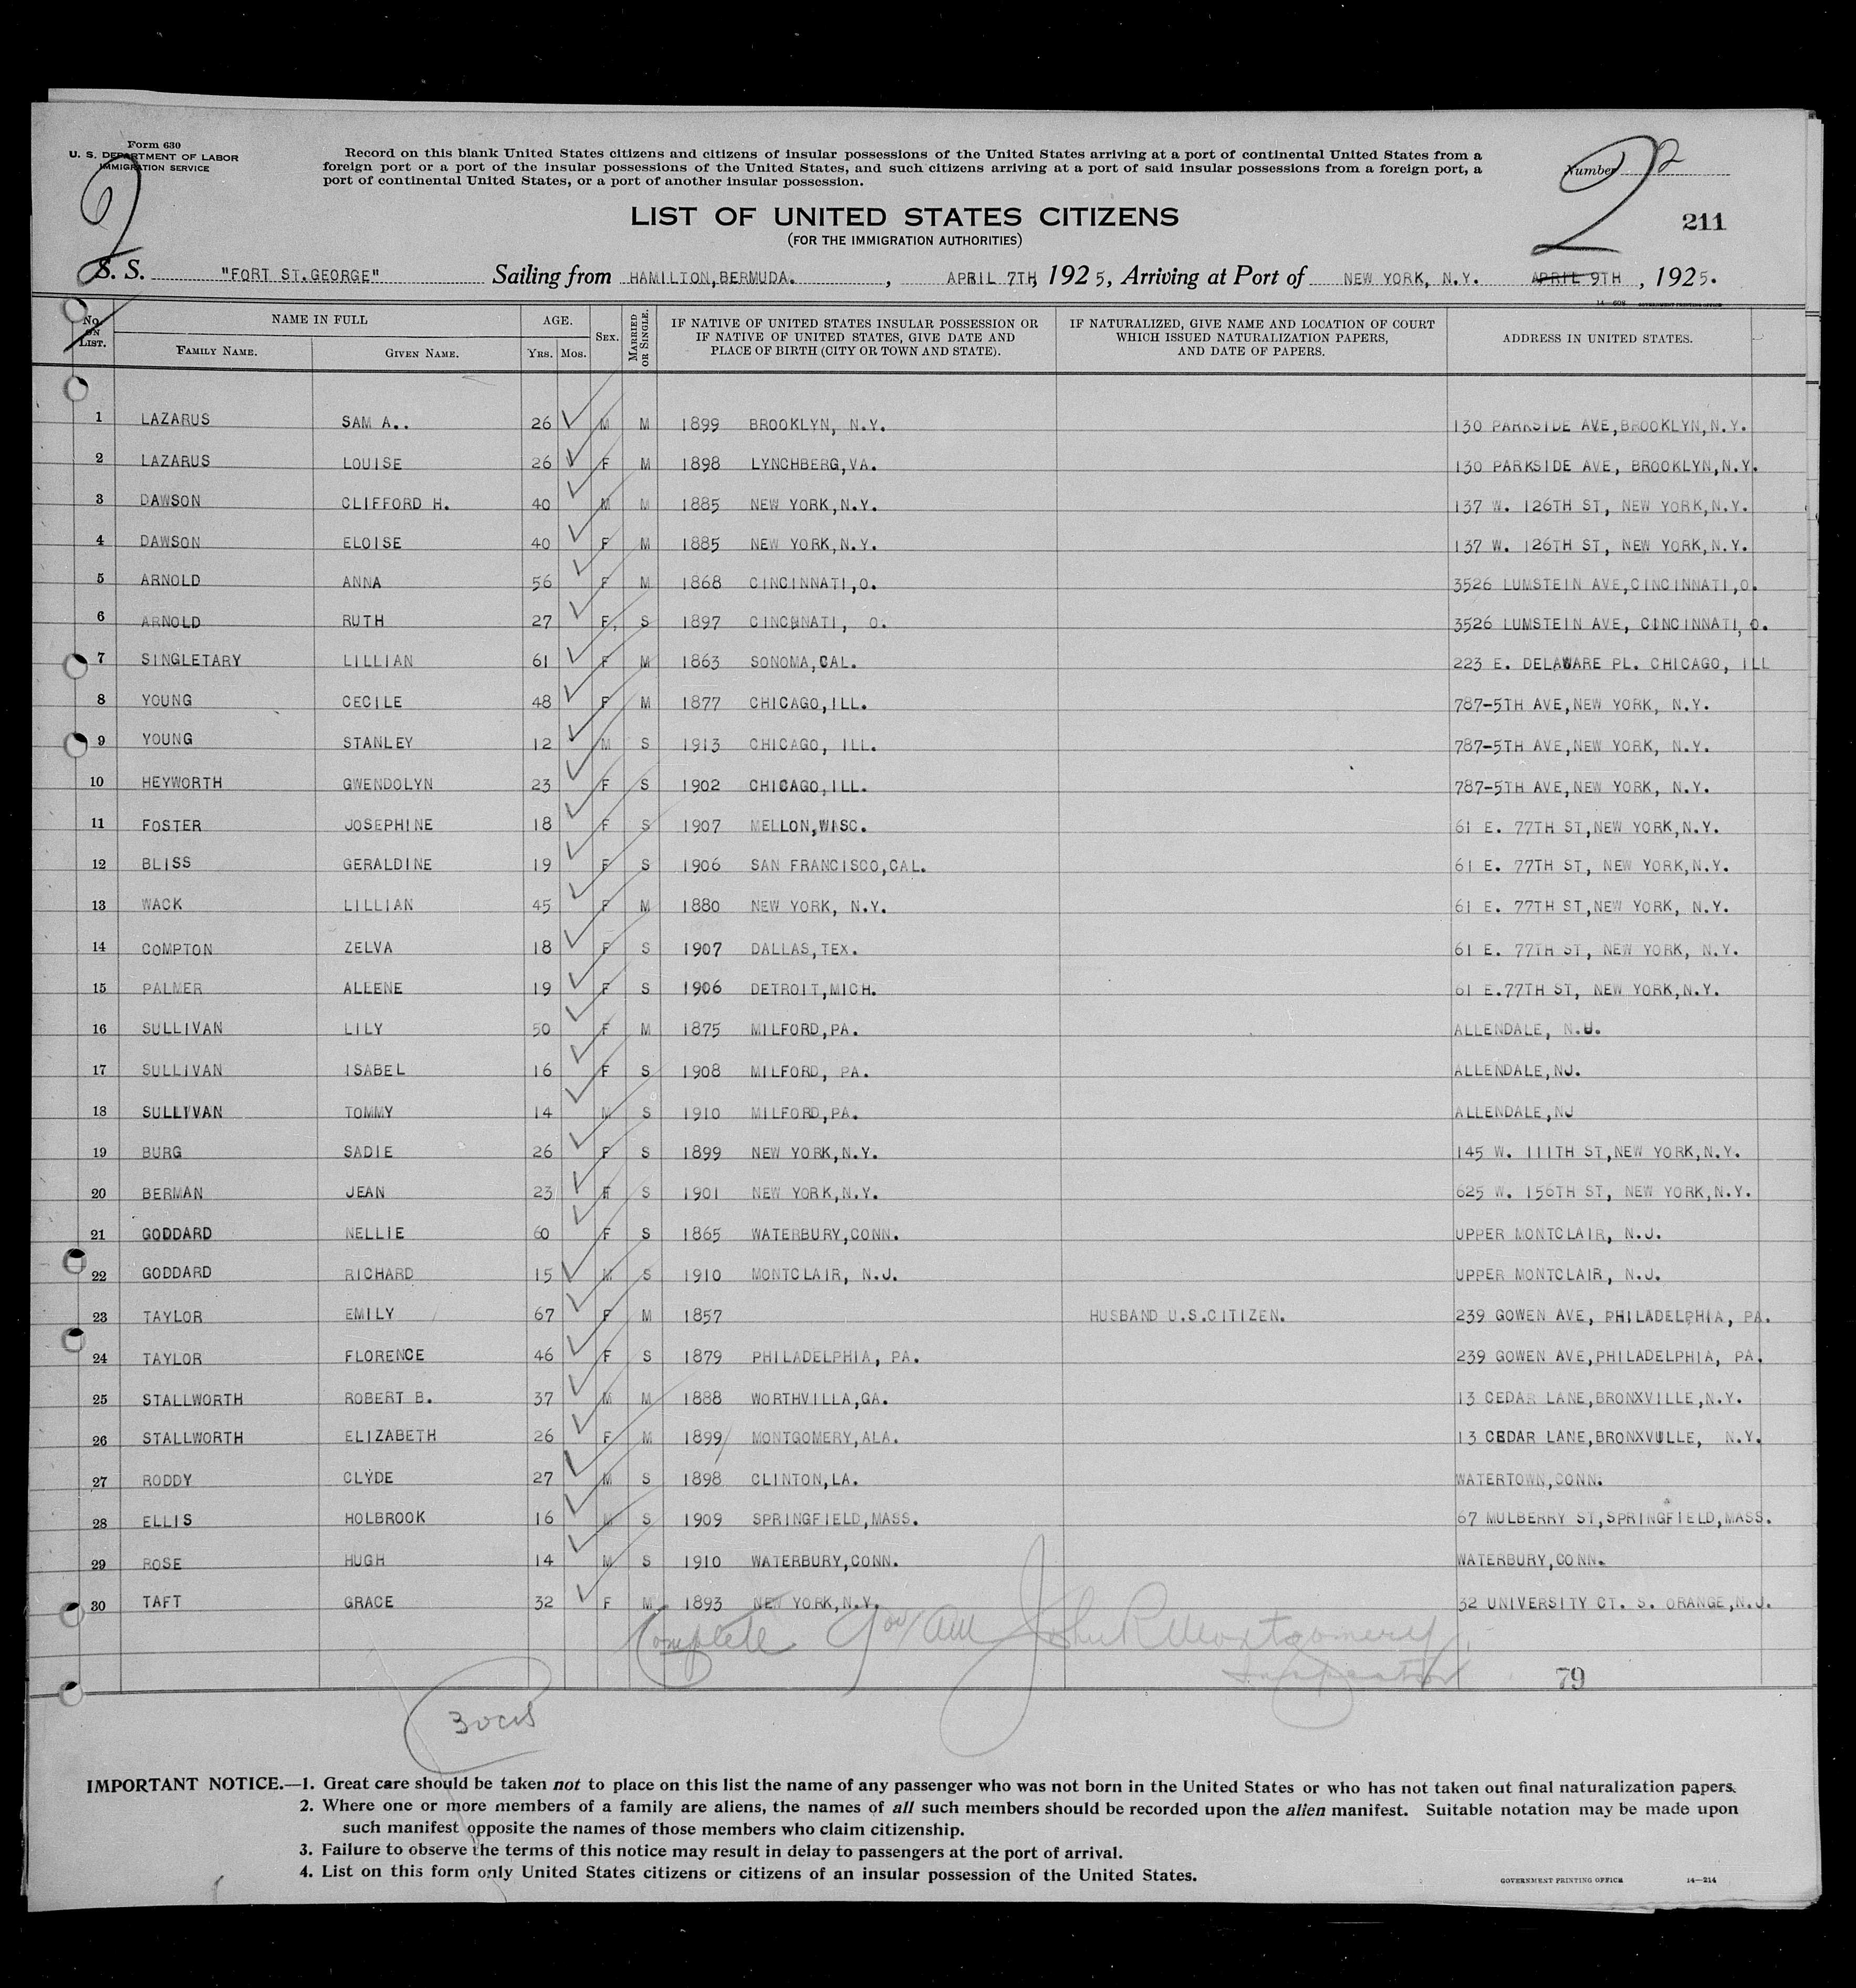 Form 630
U. S. DEPARTMENT OF LABOR
IMMIGRATION SERVICE
Record on this blank United States citizens and citizens of insular possessions of the United States arriving at a port of continental United States from a
foreign port or a port of the insular possessions of the United States, and such citizens arriving at a port of said insular possessions from a foreign port, a
port of continental United States, or a port of another insular possession.
Number 2
2
211
LIST OF UNITED STATES CITIZENS
(FOR THE IMMIGRATION AUTHORITIES)
S. S. "FORT ST.GEORGE" Sailing from HAMILTON,BERMUDA. , APRIL 7TH, 1925, Arriving at Port of NEW YORK, N.Y. APRIL 9TH , 1925.
14—608 GOVERNMENT PRINTING OFFICE
No. ON LIST. NAME IN FULL AGE. SEX. MARRIED OR SINGLE. IF NATIVE OF UNITED STATES INSULAR POSSESSION OR IF NATIVE OF UNITED STATES, GIVE DATE AND PLACE OF BIRTH (CITY OR TOWN AND STATE). IF NATURALIZED, GIVE NAME AND LOCATION OF COURT WHICH ISSUED NATURALIZATION PAPERS, AND DATE OF PAPERS. ADDRESS IN UNITED STATES.
FAMILY NAME. GIVEN NAME. YRS. MOS.
1 LAZARUS SAM A.. 26 M M 1899 BROOKLYN, N.Y. 130 PARKSIDE AVE,BROOKLYN,N.Y.
2 LAZARUS LOUISE 26 F M 1898 LYNCHBERG,VA. 130 PARKSIDE AVE, BROOKLYN,N.Y.
3 DAWSON CLIFFORD H. 40 M M 1885 NEW YORK,N.Y. 137 W. 126TH ST, NEW YORK,N.Y.
4 DAWSON ELOISE 40 F M 1885 NEW YORK,N.Y. 137 W. 126TH ST, NEW YORK,N.Y.
5 ARNOLD ANNA 56 F M 1868 CINCINNATI,O. 3526 LUMSTEIN AVE,CINCINNATI,O.
6 ARNOLD RUTH 27 F, S 1897 CINCNNATI, O. 3526 LUMSTEIN AVE, CINCINNATI, O.
7 SINGLETARY LILLIAN 61 F M 1863 SONOMA,CAL. 223 E. DELAWARE PL. CHICAGO, ILL
8 YOUNG CECILE 48 F M 1877 CHICAGO,ILL. 787-5TH AVE,NEW YORK, N.Y.
9 YOUNG STANLEY 12 M S 1913 CHICAGO, ILL. 787-5TH AVE,NEW YORK, N.Y.
10 HEYWORTH GWENDOLYN 23 F S 1902 CHICAGO,ILL. 787-5TH AVE,NEW YORK, N.Y.
11 FOSTER JOSEPHINE 18 F S 1907 MELLON,WISC. 61 E. 77TH ST,NEW YORK,N.Y.
12 BLISS GERALDINE 19 F S 1906 SAN FRANCISCO,CAL. 61 E. 77TH ST, NEW YORK,N.Y.
13 WACK LILLIAN 45 F M 1880 NEW YORK, N.Y. 61 E. 77TH ST,NEW YORK, N.Y.
14 COMPTON ZELVA 18 F S 1907 DALLAS,TEX. 61 E. 77TH ST, NEW YORK, N.Y.
15 PALMER ALLENE 19 F S 1906 DETROIT,MICH. 61 E.77TH ST, NEW YORK,N.Y.
16 SULLIVAN LILY 50 F M 1875 MILFORD,PA. ALLENDALE, N.J.
17 SULLIVAN ISABEL 16 F S 1908 MILFORD, PA. ALLENDALE,NJ.
18 SULLIVAN TOMMY 14 M S 1910 MILFORD,PA. ALLENDALE,NJ
19 BURG SADIE 26 F S 1899 NEW YORK,N.Y. 145 W. 111TH ST,NEW YORK,N.Y.
20 BERMAN JEAN 23 F S 1901 NEW YORK,N.Y. 625 W. 156TH ST, NEW YORK,N.Y.
21 GODDARD NELLIE 60 F S 1865 WATERBURY,CONN. UPPER MONTCLAIR, N.J.
22 GODDARD RICHARD 15 M S 1910 MONTCLAIR, N.J. UPPER MONTCLAIR, N.J.
23 TAYLOR EMILY 67 F M 1857 HUSBAND U.S.CITIZEN. 239 GOWEN AVE, PHILADELPHIA, PA.
24 TAYLOR FLORENCE 46 F S 1879 PHILADELPHIA, PA. 239 GOWEN AVE,PHILADELPHIA, PA.
25 STALLWORTH ROBERT B. 37 M M 1888 WORTHVILLA,GA. 13 CEDAR LANE,BRONXVILLE,N.Y.
26 STALLWORTH ELIZABETH 26 F M 1899 MONTGOMERY,ALA. 13 CEDAR LANE,BRONXVILLE, N.Y.
27 RODDY CLYDE 27 M S 1898 CLINTON,LA. WATERTOWN,CONN.
28 ELLIS HOLBROOK 16 M S 1909 SPRINGFIELD,MASS. 67 MULBERRY ST,SPRINGFIELD,MASS.
29 ROSE HUGH 14 M S 1910 WATERBURY,CONN. WATERBURY,CONN.
30 TAFT GRACE 32 F M 1893 NEW YORK,N.Y. 32 UNIVERSITY CT. S. ORANGE,N.J.
Complete John R Montgomery
Inspector
79
IMPORTANT NOTICE.—1. Great care should be taken not to place on this list the name of any passenger who was not born in the United States or who has not taken out final naturalization papers.
2. Where one or more members of a family are aliens, the names of all such members should be recorded upon the alien manifest. Suitable notation may be made upon
such manifest opposite the names of those members who claim citizenship.
3. Failure to observe the terms of this notice may result in delay to passengers at the port of arrival.
4. List on this form only United States citizens or citizens of an insular possession of the United States.
GOVERNMENT PRINTING OFFICE 14—214